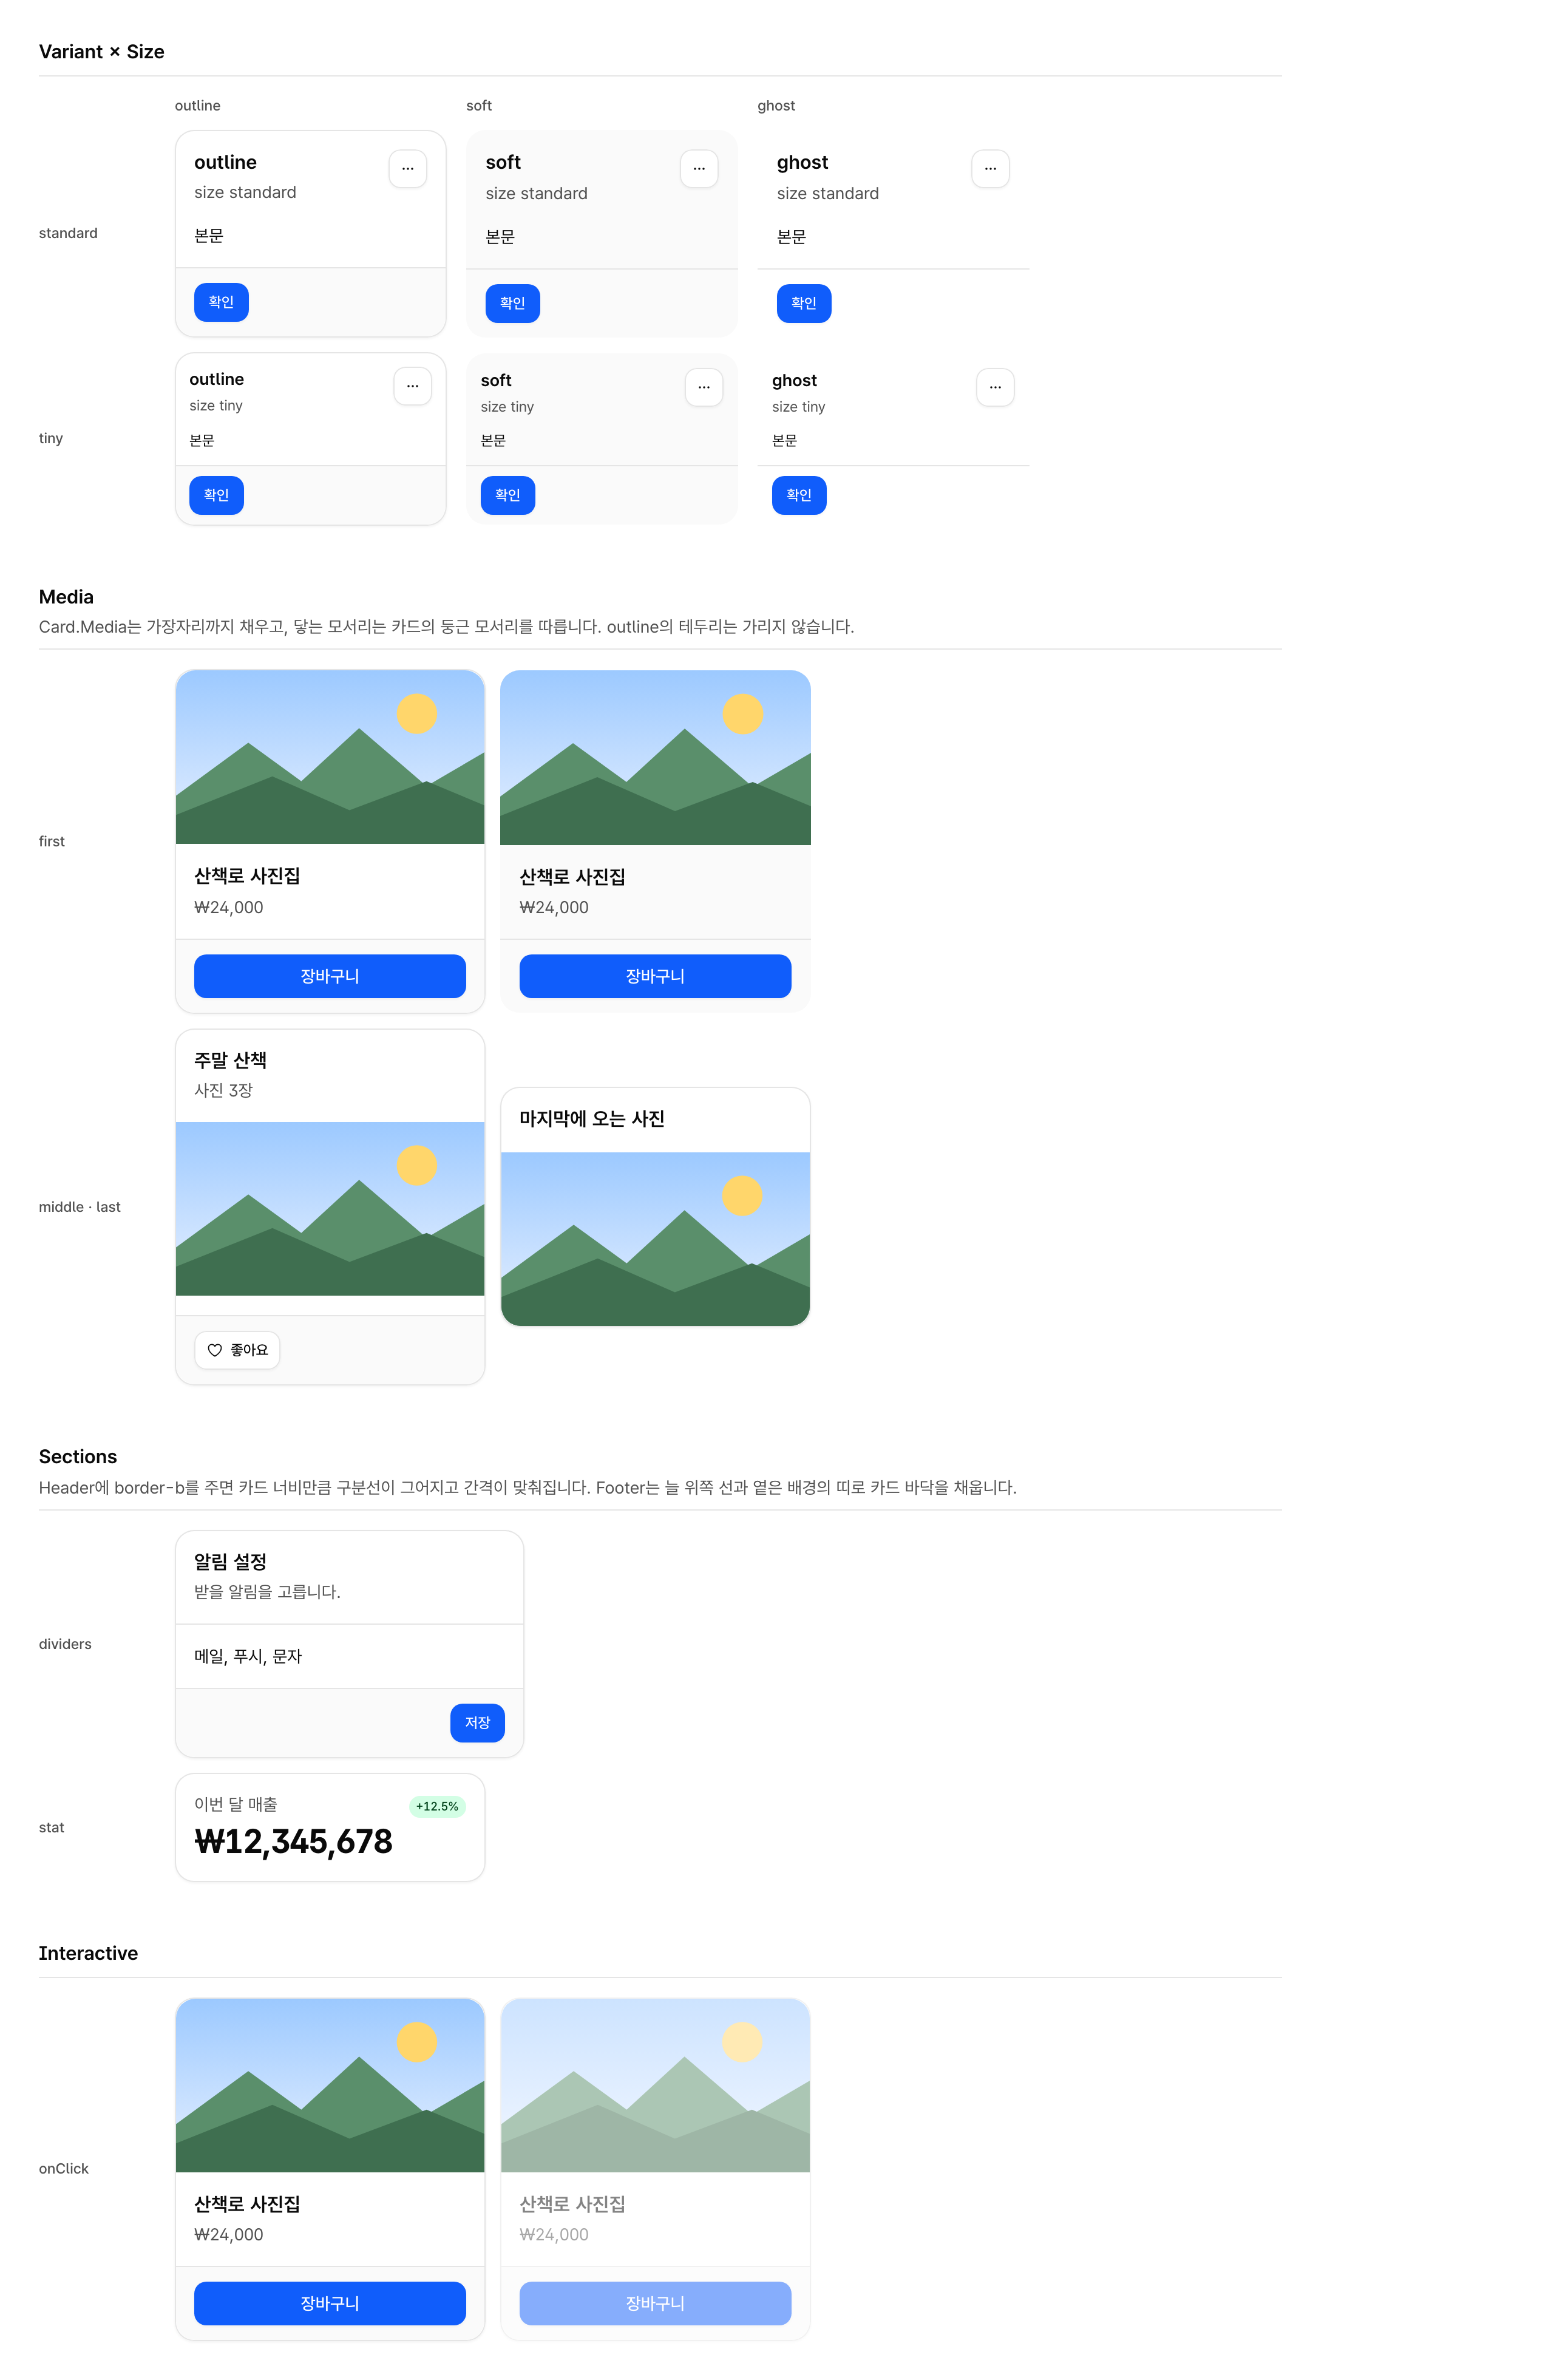 Variant × Size
outline soft ghost
standard
outline
size standard
...
본문
확인
soft
size standard
...
본문
확인
ghost
size standard
...
본문
확인
tiny
outline
size tiny
...
본문
확인
soft
size tiny
...
본문
확인
ghost
size tiny
...
본문
확인
Media
Card.Media는 가장자리까지 채우고, 닿는 모서리는 카드의 둥근 모서리를 따릅니다. outline의 테두리는 가리지 않습니다.
first
산책로 사진집
₩24,000
장바구니
산책로 사진집
₩24,000
장바구니
middle · last
주말 산책
사진 3장
좋아요
마지막에 오는 사진
Sections
Header에 border-b를 주면 카드 너비만큼 구분선이 그어지고 간격이 맞춰집니다. Footer는 늘 위쪽 선과 옅은 배경의 띠로 카드 바닥을 채웁니다.
dividers
알림 설정
받을 알림을 고릅니다.
메일, 푸시, 문자
저장
stat
이번 달 매출
+12.5%
₩12,345,678
Interactive
onClick
산책로 사진집
₩24,000
장바구니
산책로 사진집
₩24,000
장바구니